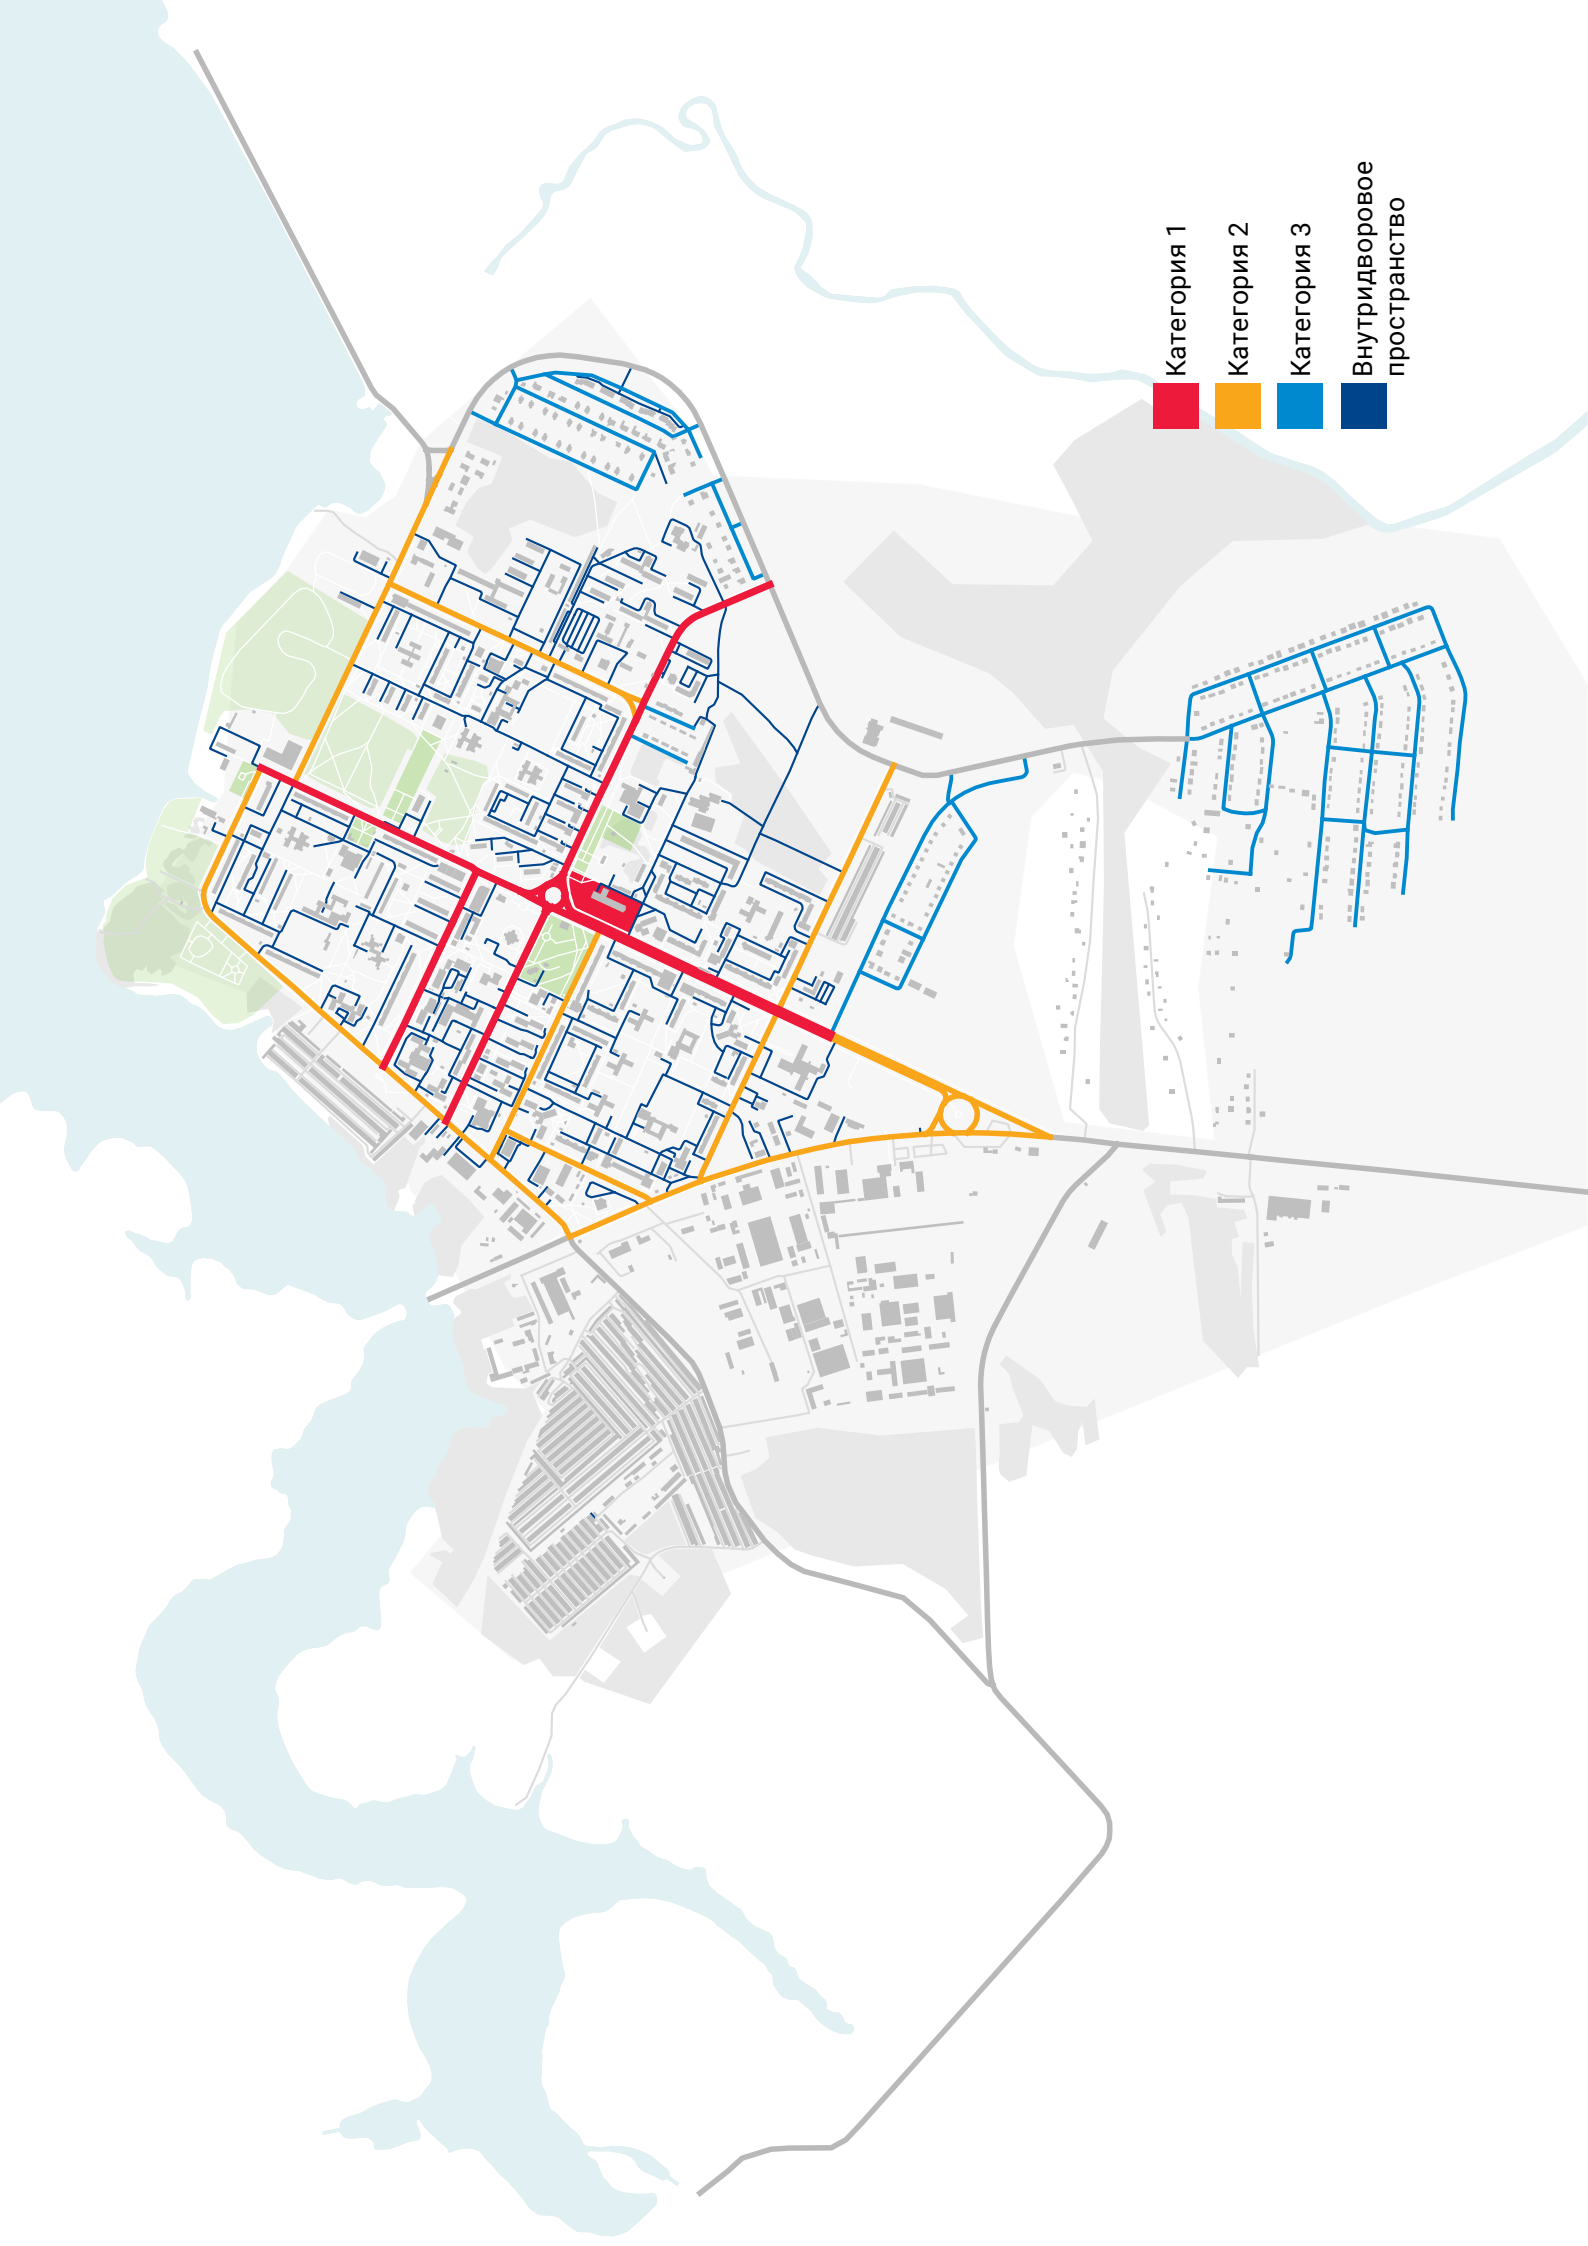 Категория 1
Категория 2
Категория 3
Внутридворовое
пространство